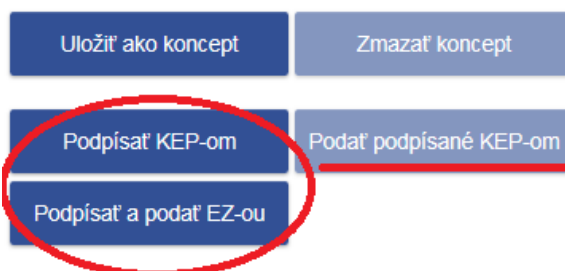 Uložiť ako koncept
Zmazať koncept
Podpísať KEP-om
Podať podpísané KEP-om
Podpísať a podať EZ-ou